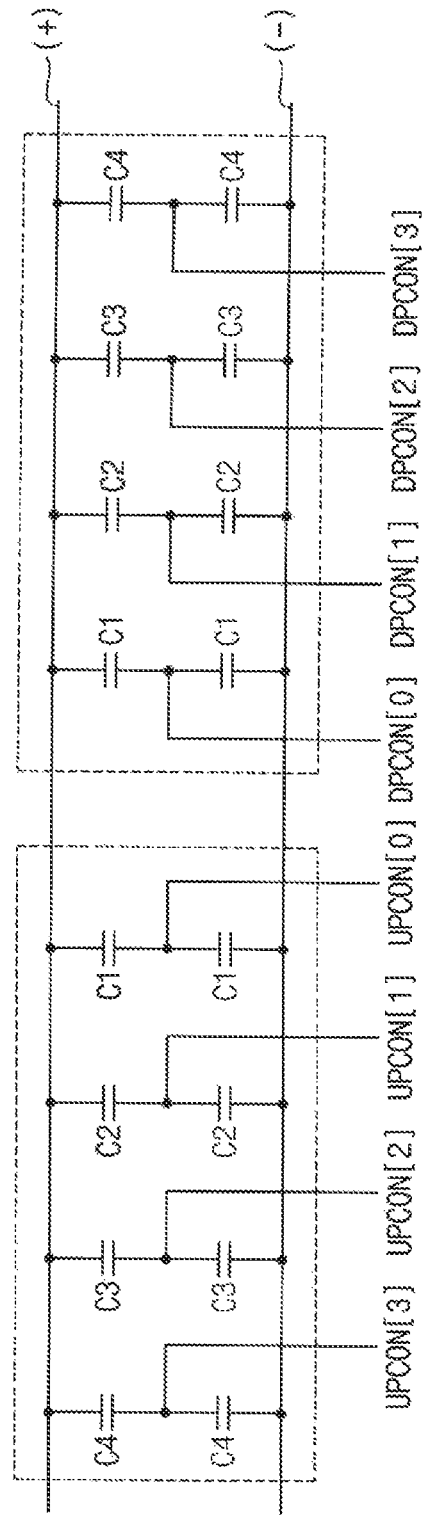 (+)
(-)
C4 C3 C2 C1 C1 C2 C3 C4
C4 C3 C2 C1 C1 C2 C3 C4
UPCON[3] UPCON[2] UPCON[1] UPCON[0] DPCON[0] DPCON[1] DPCON[2] DPCON[3]